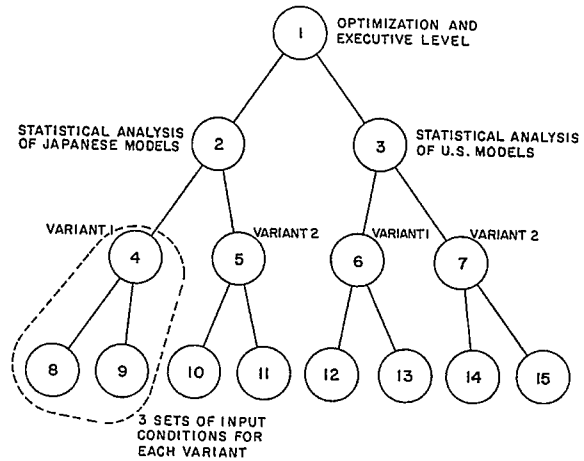 1
OPTIMIZATION AND
EXECUTIVE LEVEL
STATISTICAL ANALYSIS
OF JAPANESE MODELS
2
3
STATISTICAL ANALYSIS
OF U.S. MODELS
VARIANT 1
4
VARIANT 2
5
VARIANT 1
6
VARIANT 2
7
8
9
10
11
12
13
14
15
3 SETS OF INPUT
CONDITIONS FOR
EACH VARIANT